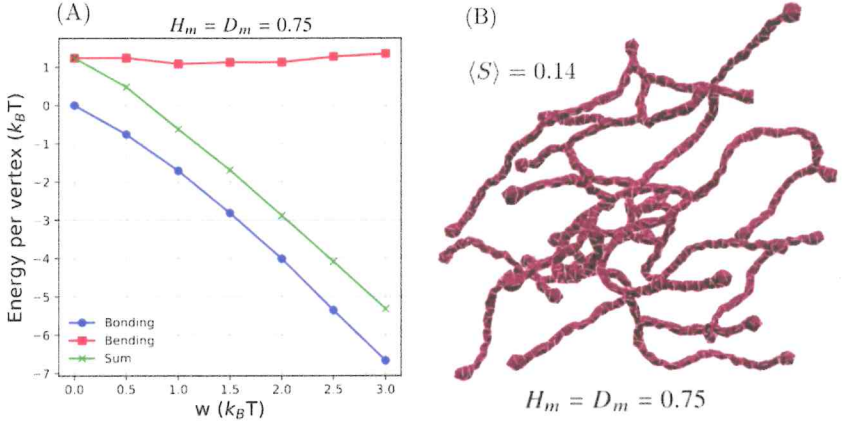 (A)
H_m = D_m = 0.75
Energy per vertex (k_BT)
1
0
−1
−2
−3
−4
−5
−6
−7
Bonding
Bending
Sum
0.0 0.5 1.0 1.5 2.0 2.5 3.0
w (k_BT)
(B)
⟨S⟩ = 0.14
H_m = D_m = 0.75